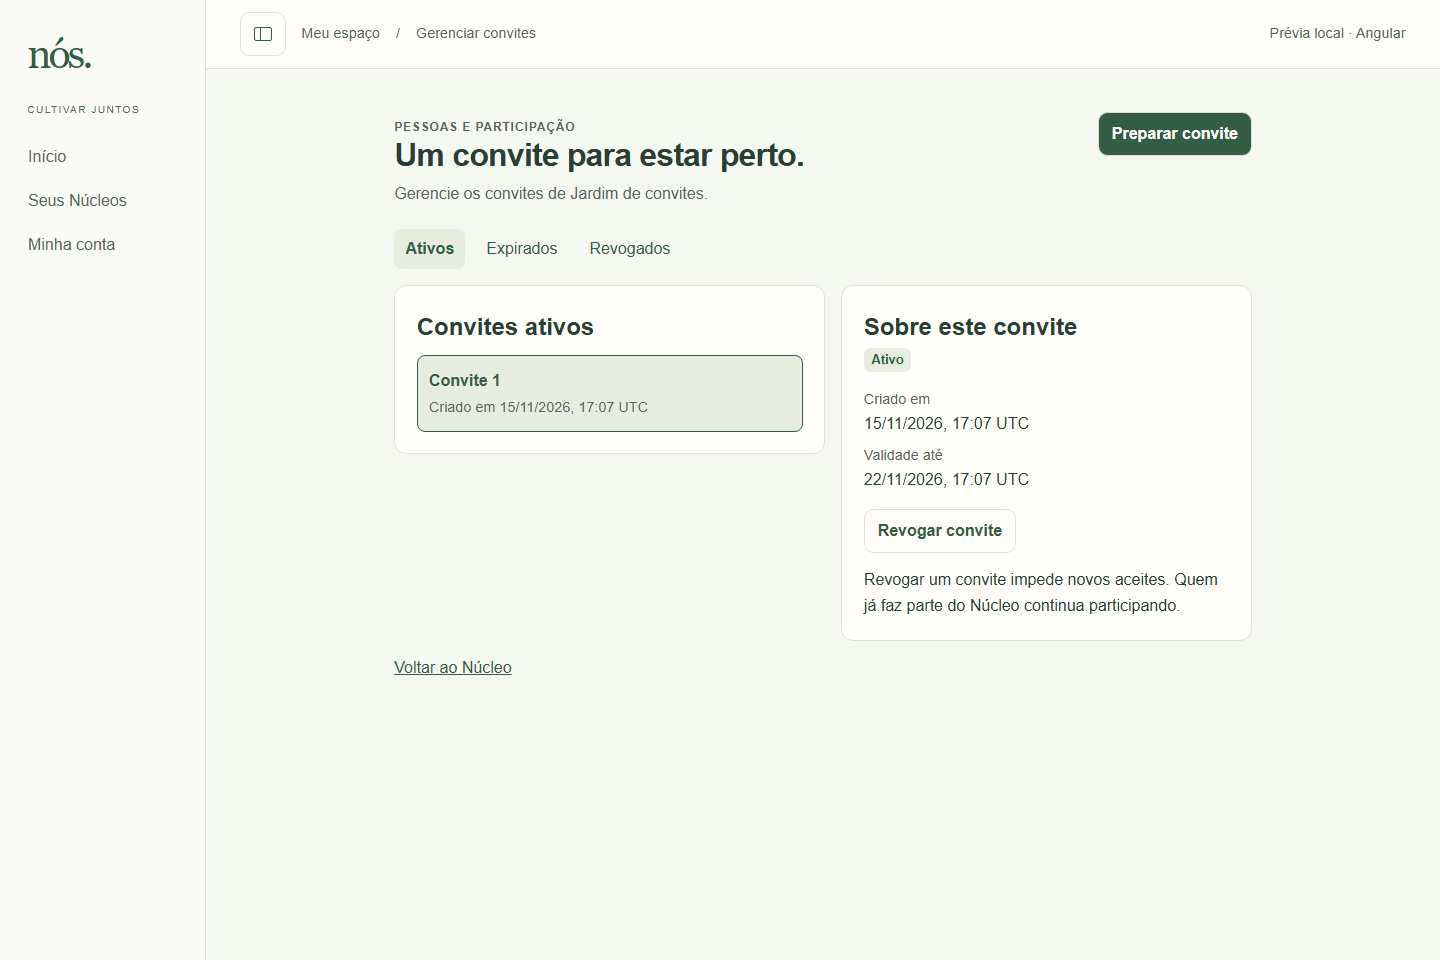 nós.
CULTIVAR JUNTOS
Início
Seus Núcleos
Minha conta
Meu espaço / Gerenciar convites
Prévia local · Angular
PESSOAS E PARTICIPAÇÃO
Um convite para estar perto.
Gerencie os convites de Jardim de convites.
Preparar convite
Ativos Expirados Revogados
Convites ativos
Convite 1
Criado em 15/11/2026, 17:07 UTC
Sobre este convite
Ativo
Criado em
15/11/2026, 17:07 UTC
Validade até
22/11/2026, 17:07 UTC
Revogar convite
Revogar um convite impede novos aceites. Quem
já faz parte do Núcleo continua participando.
Voltar ao Núcleo